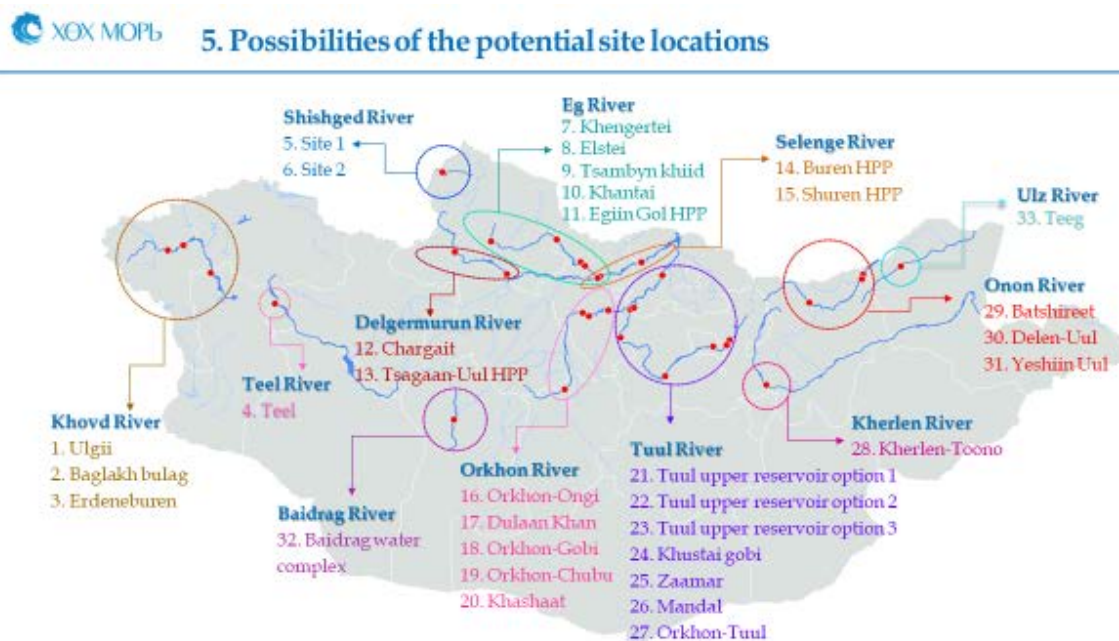 ХОХ МОРЬ
5. Possibilities of the potential site locations
Shishged River
5. Site 1
6. Site 2
Eg River
7. Khengertei
8. Elstei
9. Tsambyn khiid
10. Khantai
11. Egiin Gol HPP
Selenge River
14. Buren HPP
15. Shuren HPP
Ulz River
33. Teeg
Onon River
29. Batshireet
30. Delen-Uul
31. Yeshiin Uul
Delgermurun River
12. Chargait
13. Tsagaan-Uul HPP
Teel River
4. Teel
Khovd River
1. Ulgii
2. Baglakh bulag
3. Erdeneburen
Baidrag River
32. Baidrag water
complex
Orkhon River
16. Orkhon-Ongi
17. Dulaan Khan
18. Orkhon-Gobi
19. Orkhon-Chubu
20. Khashaat
Tuul River
21. Tuul upper reservoir option 1
22. Tuul upper reservoir option 2
23. Tuul upper reservoir option 3
24. Khustai gobi
25. Zaamar
26. Mandal
27. Orkhon-Tuul
Kherlen River
28. Kherlen-Toono